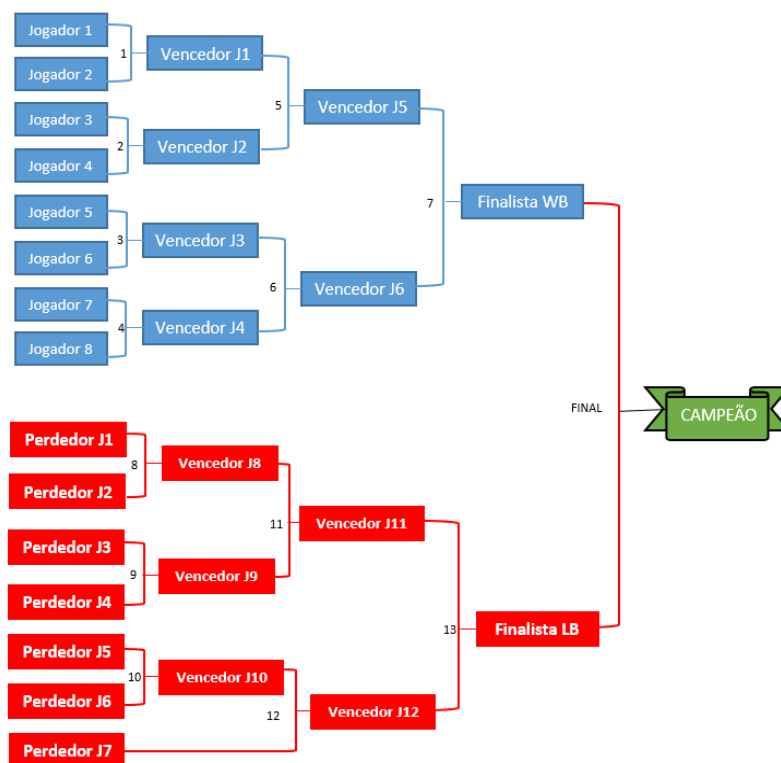 Jogador 1
1
Vencedor J1
Jogador 2
5
Vencedor J5
Jogador 3
2
Vencedor J2
Jogador 4
7
Finalista WB
Jogador 5
3
Vencedor J3
Jogador 6
6
Vencedor J6
Jogador 7
4
Vencedor J4
Jogador 8
FINAL
CAMPEÃO
Perdedor J1
8
Vencedor J8
Perdedor J2
11
Vencedor J11
Perdedor J3
9
Vencedor J9
Perdedor J4
13
Finalista LB
Perdedor J5
10
Vencedor J10
Perdedor J6
12
Vencedor J12
Perdedor J7